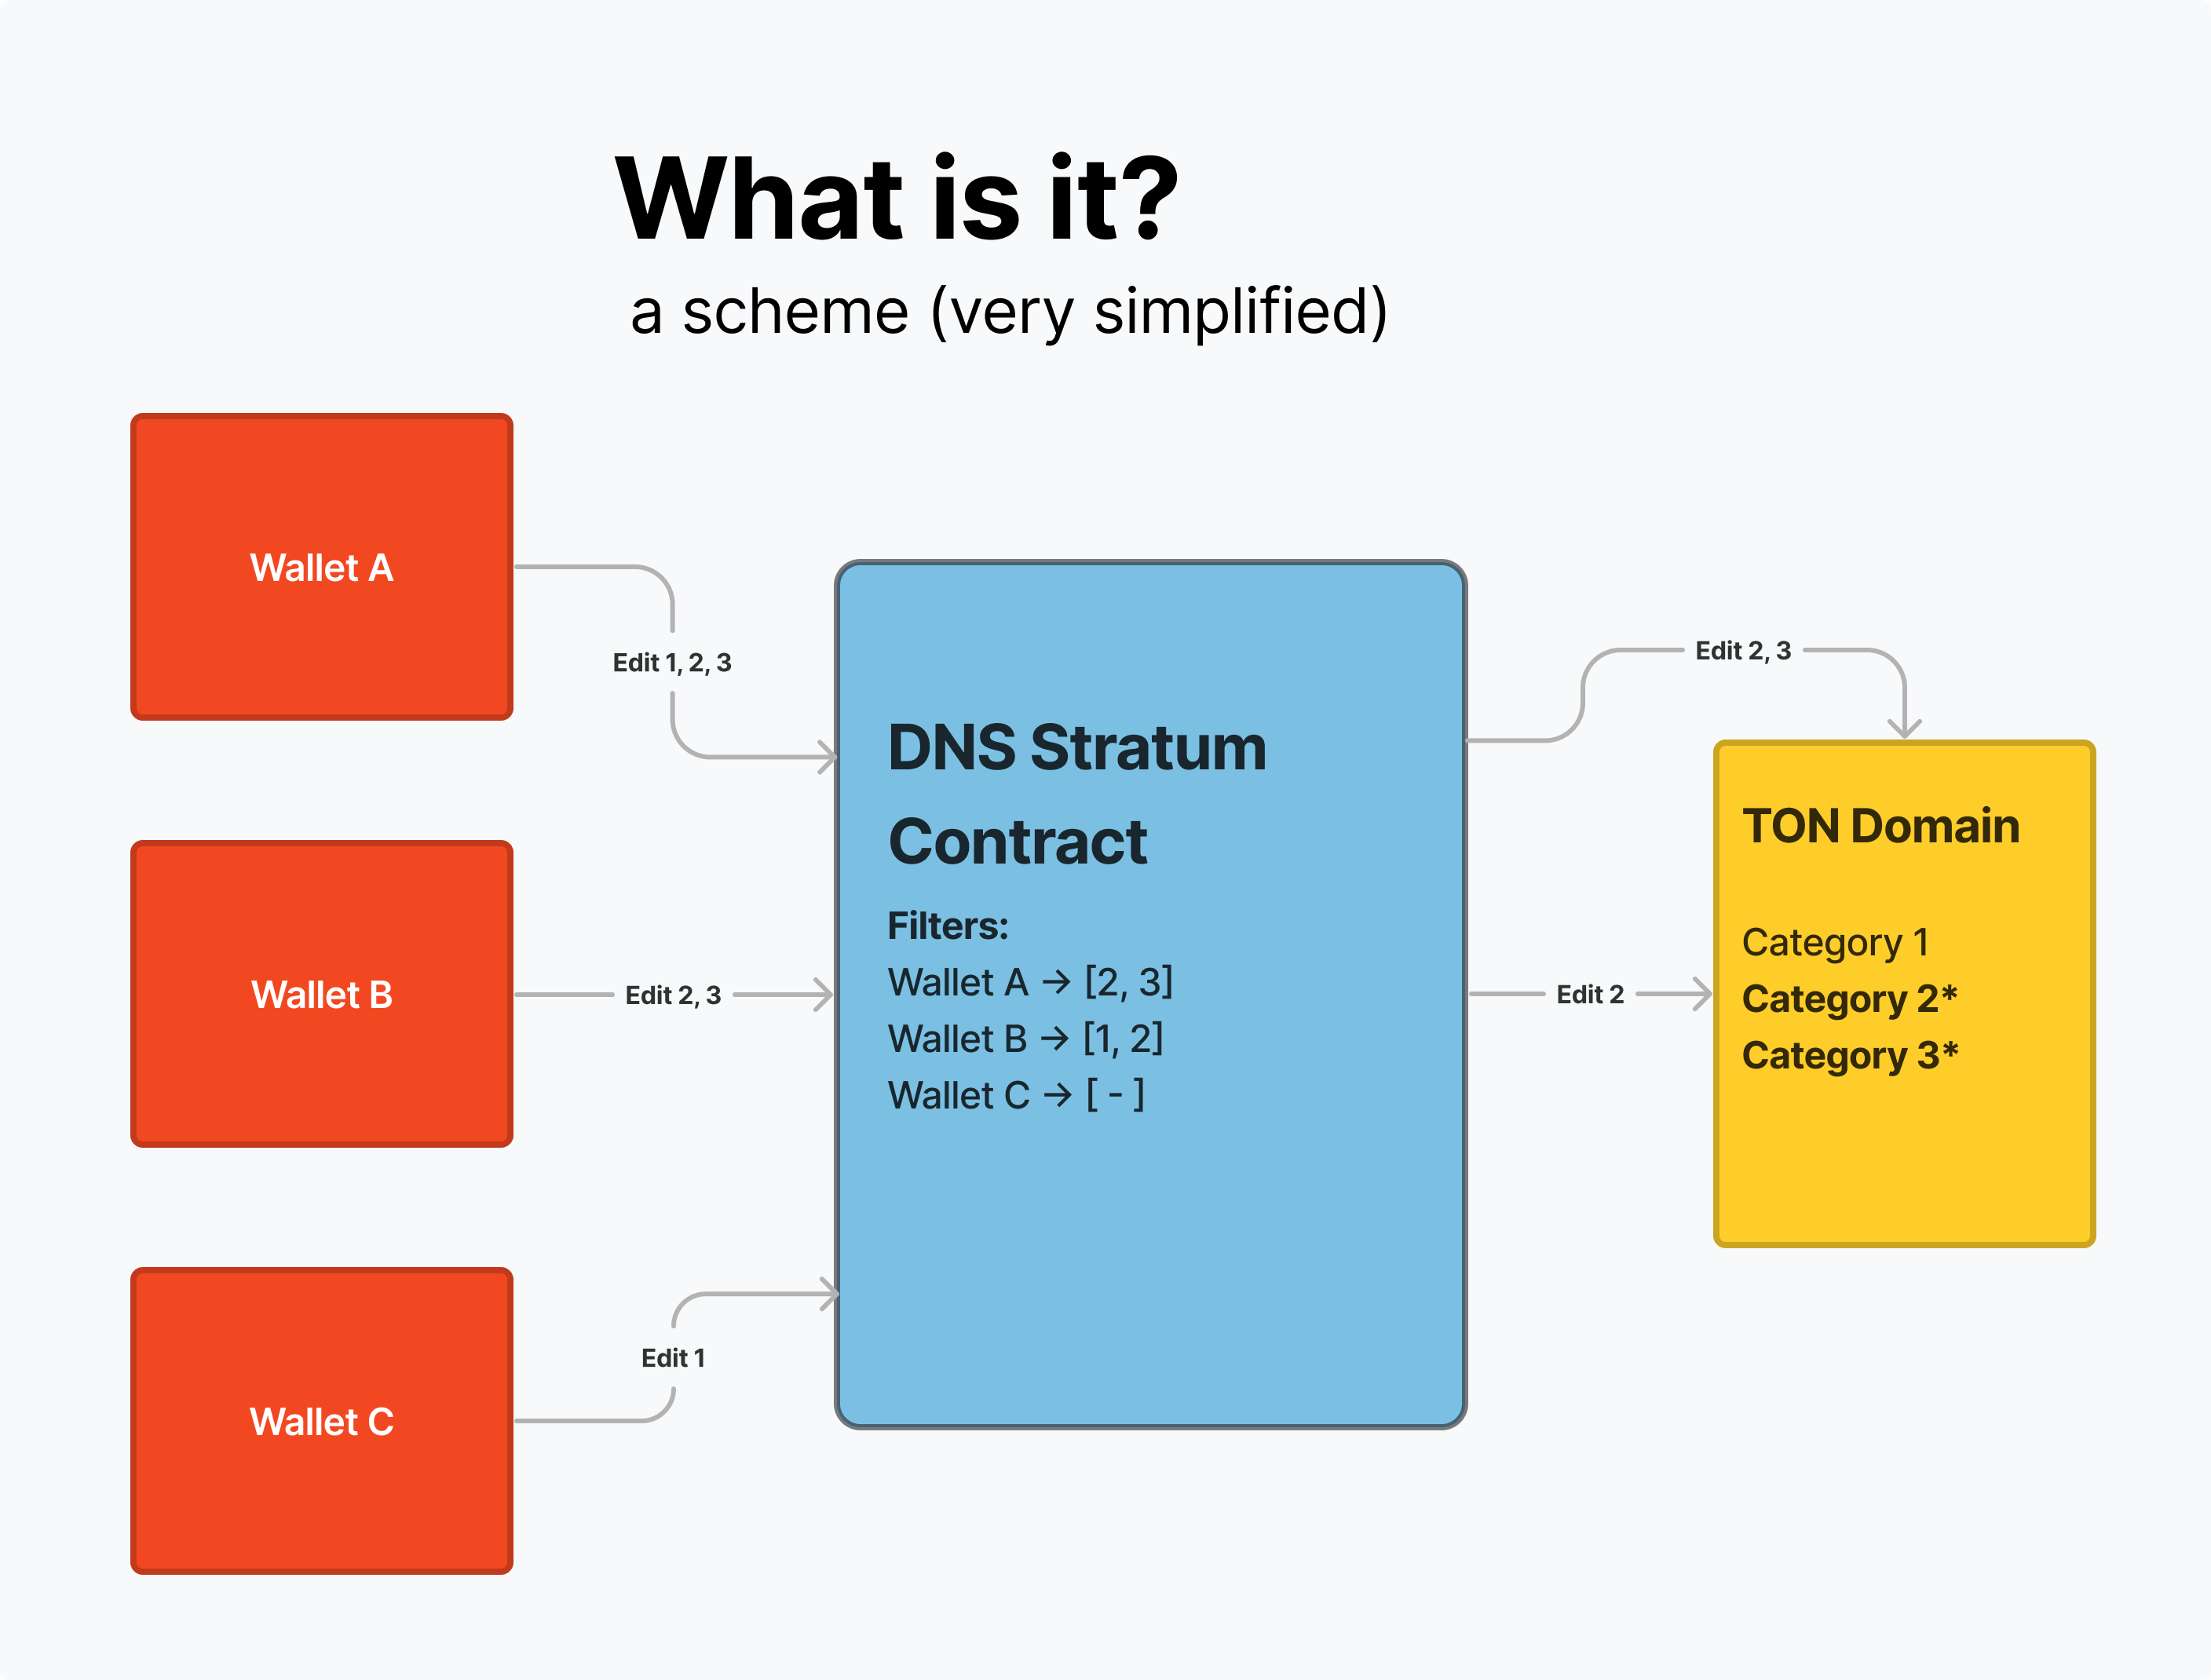 What is it?
a scheme (very simplified)
Wallet A
Edit 1, 2, 3
Wallet B
Edit 2, 3
Wallet C
Edit 1
DNS Stratum
Contract
Filters:
Wallet A → [2, 3]
Wallet B → [1, 2]
Wallet C → [ - ]
Edit 2, 3
Edit 2
TON Domain
Category 1
Category 2*
Category 3*